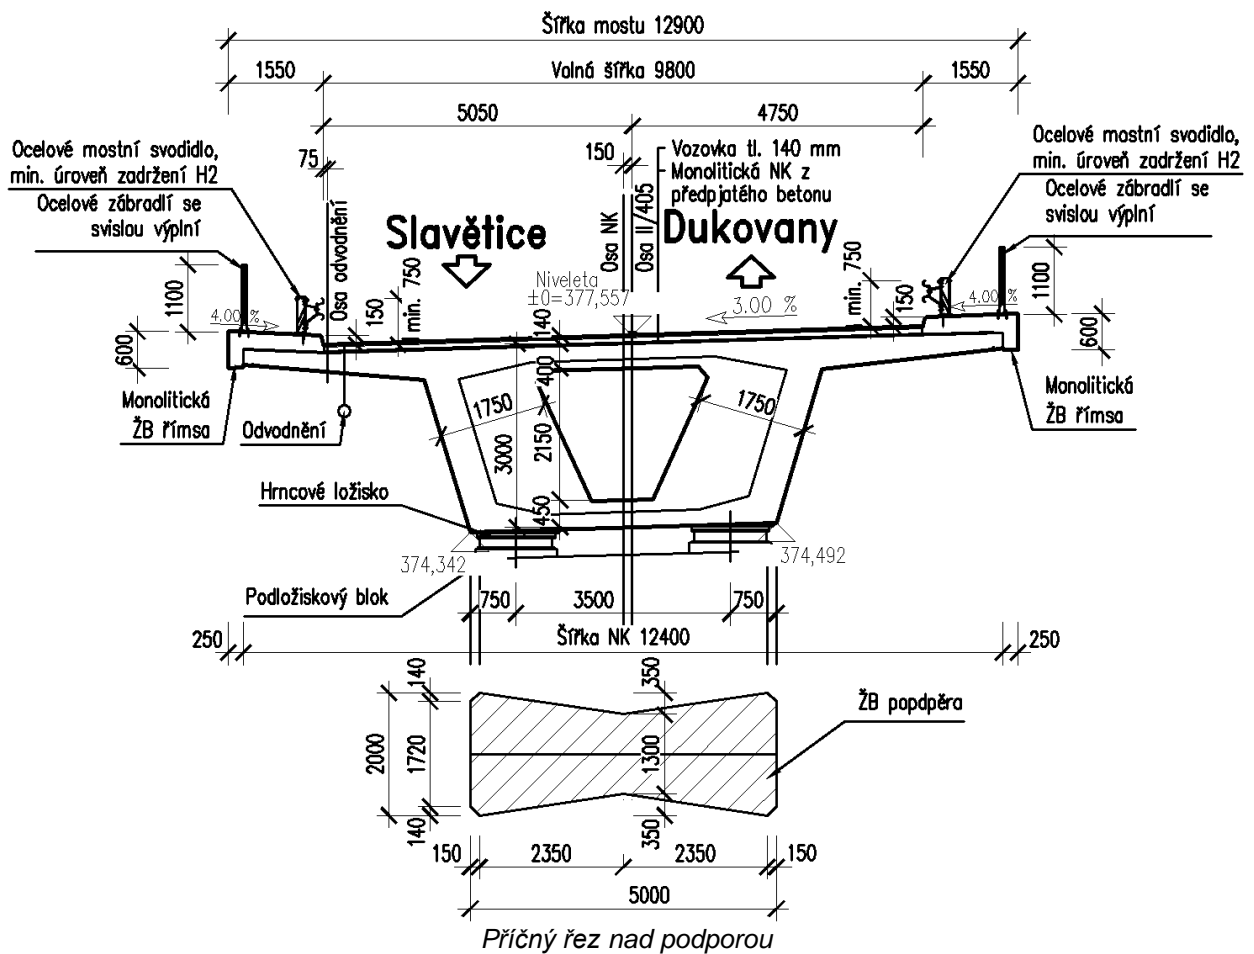 Šířka mostu 12900
1550
Volná šířka 9800
1550
5050
4750
Ocelové mostní svodidlo,
min. úroveň zadržení H2
Ocelové zábradlí se
svislou výplní
75
150
Vozovka tl. 140 mm
Monolitická NK z
předpjatého betonu
Ocelové mostní svodidlo,
min. úroveň zadržení H2
Ocelové zábradlí se
svislou výplní
Osa odvodnění
Slavětice
Osa NK
Osa II/405
Dukovany
Niveleta
±0=377,557
1100
4.00 %
150
min. 750
140
3.00 %
min. 750
150
4.00 %
1100
600
600
Monolitická
ŽB římsa
Odvodnění
1750
400
1750
3000
2150
450
Monolitická
ŽB římsa
Hrncové ložisko
374,342
374,492
Podložiskový blok
750
3500
750
250
Šířka NK 12400
250
140
350
2000
1720
1300
ŽB popdpěra
140
350
150
2350
2350
150
5000
Příčný řez nad podporou